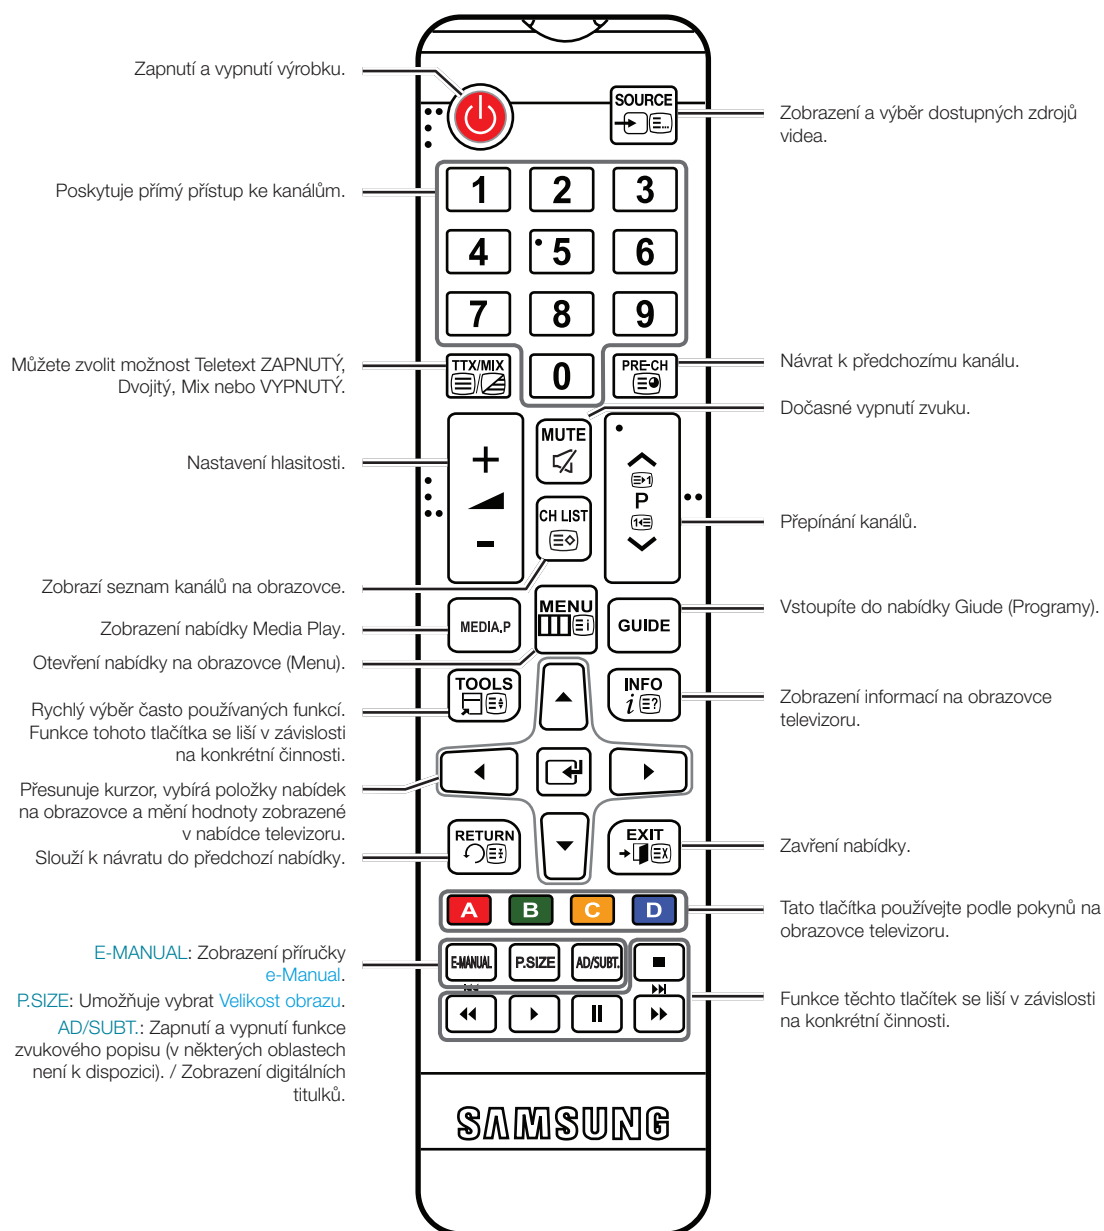 Zapnutí a vypnutí výrobku.
SOURCE
Zobrazení a výběr dostupných zdrojů
videa.
Poskytuje přímý přístup ke kanálům.
1 2 3
4 5 6
7 8 9
Můžete zvolit možnost Teletext ZAPNUTÝ,
Dvojitý, Mix nebo VYPNUTÝ.
TTX/MIX
0
PRE-CH
Návrat k předchozímu kanálu.
Dočasné vypnutí zvuku.
MUTE
Nastavení hlasitosti.
+
-
CH LIST
1
P
1
Přepínání kanálů.
Zobrazí seznam kanálů na obrazovce.
Zobrazení nabídky Media Play.
MEDIA.P
MENU
i
GUIDE
Vstoupíte do nabídky Giude (Programy).
Otevření nabídky na obrazovce (Menu).
TOOLS
INFO
i ?
Rychlý výběr často používaných funkcí.
Funkce tohoto tlačítka se liší v závislosti
na konkrétní činnosti.
Zobrazení informací na obrazovce
televizoru.
Přesunuje kurzor, vybírá položky nabídek
na obrazovce a mění hodnoty zobrazené
v nabídce televizoru.
Slouží k návratu do předchozí nabídky.
RETURN
EXIT
X
Zavření nabídky.
A B C D
Tato tlačítka používejte podle pokynů na
obrazovce televizoru.
E-MANUAL: Zobrazení příručky
e-Manual.
P.SIZE: Umožňuje vybrat Velikost obrazu.
AD/SUBT.: Zapnutí a vypnutí funkce
zvukového popisu (v některých oblastech
není k dispozici). / Zobrazení digitálních
titulků.
E-MANUAL P.SIZE AD/SUBT.
Funkce těchto tlačítek se liší v závislosti
na konkrétní činnosti.
SAMSUNG